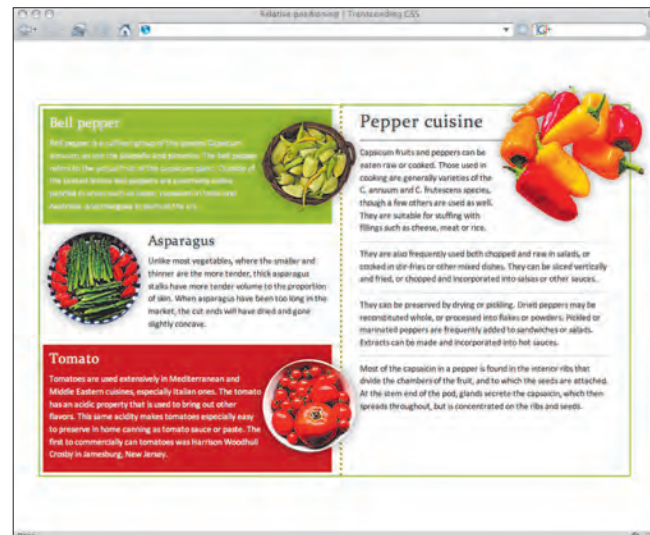 Relative positioning | Transcending CSS
Bell pepper
Bell pepper is a cultivar group of the species Capsicum
The bell pepper
Asparagus
Unlike most vegetables, where the smaller and
thinner are the more tender, thick asparagus
stalks have more tender volume to the proportion
of skin. When asparagus have been too long in the
market, the cut ends will have dried and gone
slightly concave.
Tomato
Tomatoes are used extensively in Mediterranean and
Middle Eastern cuisines, especially Italian ones. The tomato
has an acidic property that is used to bring out other
flavors. This same acidity makes tomatoes especially easy
to preserve in home canning as tomato sauce or paste. The
first to commercially can tomatoes was Harrison Woodhull
Crosby in Jamesburg, New Jersey.
Pepper cuisine
Capsicum fruits and peppers can be
eaten raw or cooked. Those used in
cooking are generally varieties of the
C. annuum and C. frutescens species,
though a few others are used as well.
They are suitable for stuffing with
fillings such as cheese, meat or rice.
They are also frequently used both chopped and raw in salads, or
cooked in stir-fries or other mixed dishes. They can be sliced vertically
and fried, or chopped and incorporated into salsas or other sauces.
They can be preserved by drying or pickling. Dried peppers may be
reconstituted whole, or processed into flakes or powders. Pickled or
marinated peppers are frequently added to sandwiches or salads.
Extracts can be made and incorporated into hot sauces.
Most of the capsaicin in a pepper is found in the interior ribs that
divide the chambers of the fruit, and to which the seeds are attached.
At the stem end of the pod, glands secrete the capsaicin, which then
spreads throughout, but is concentrated on the ribs and seeds.